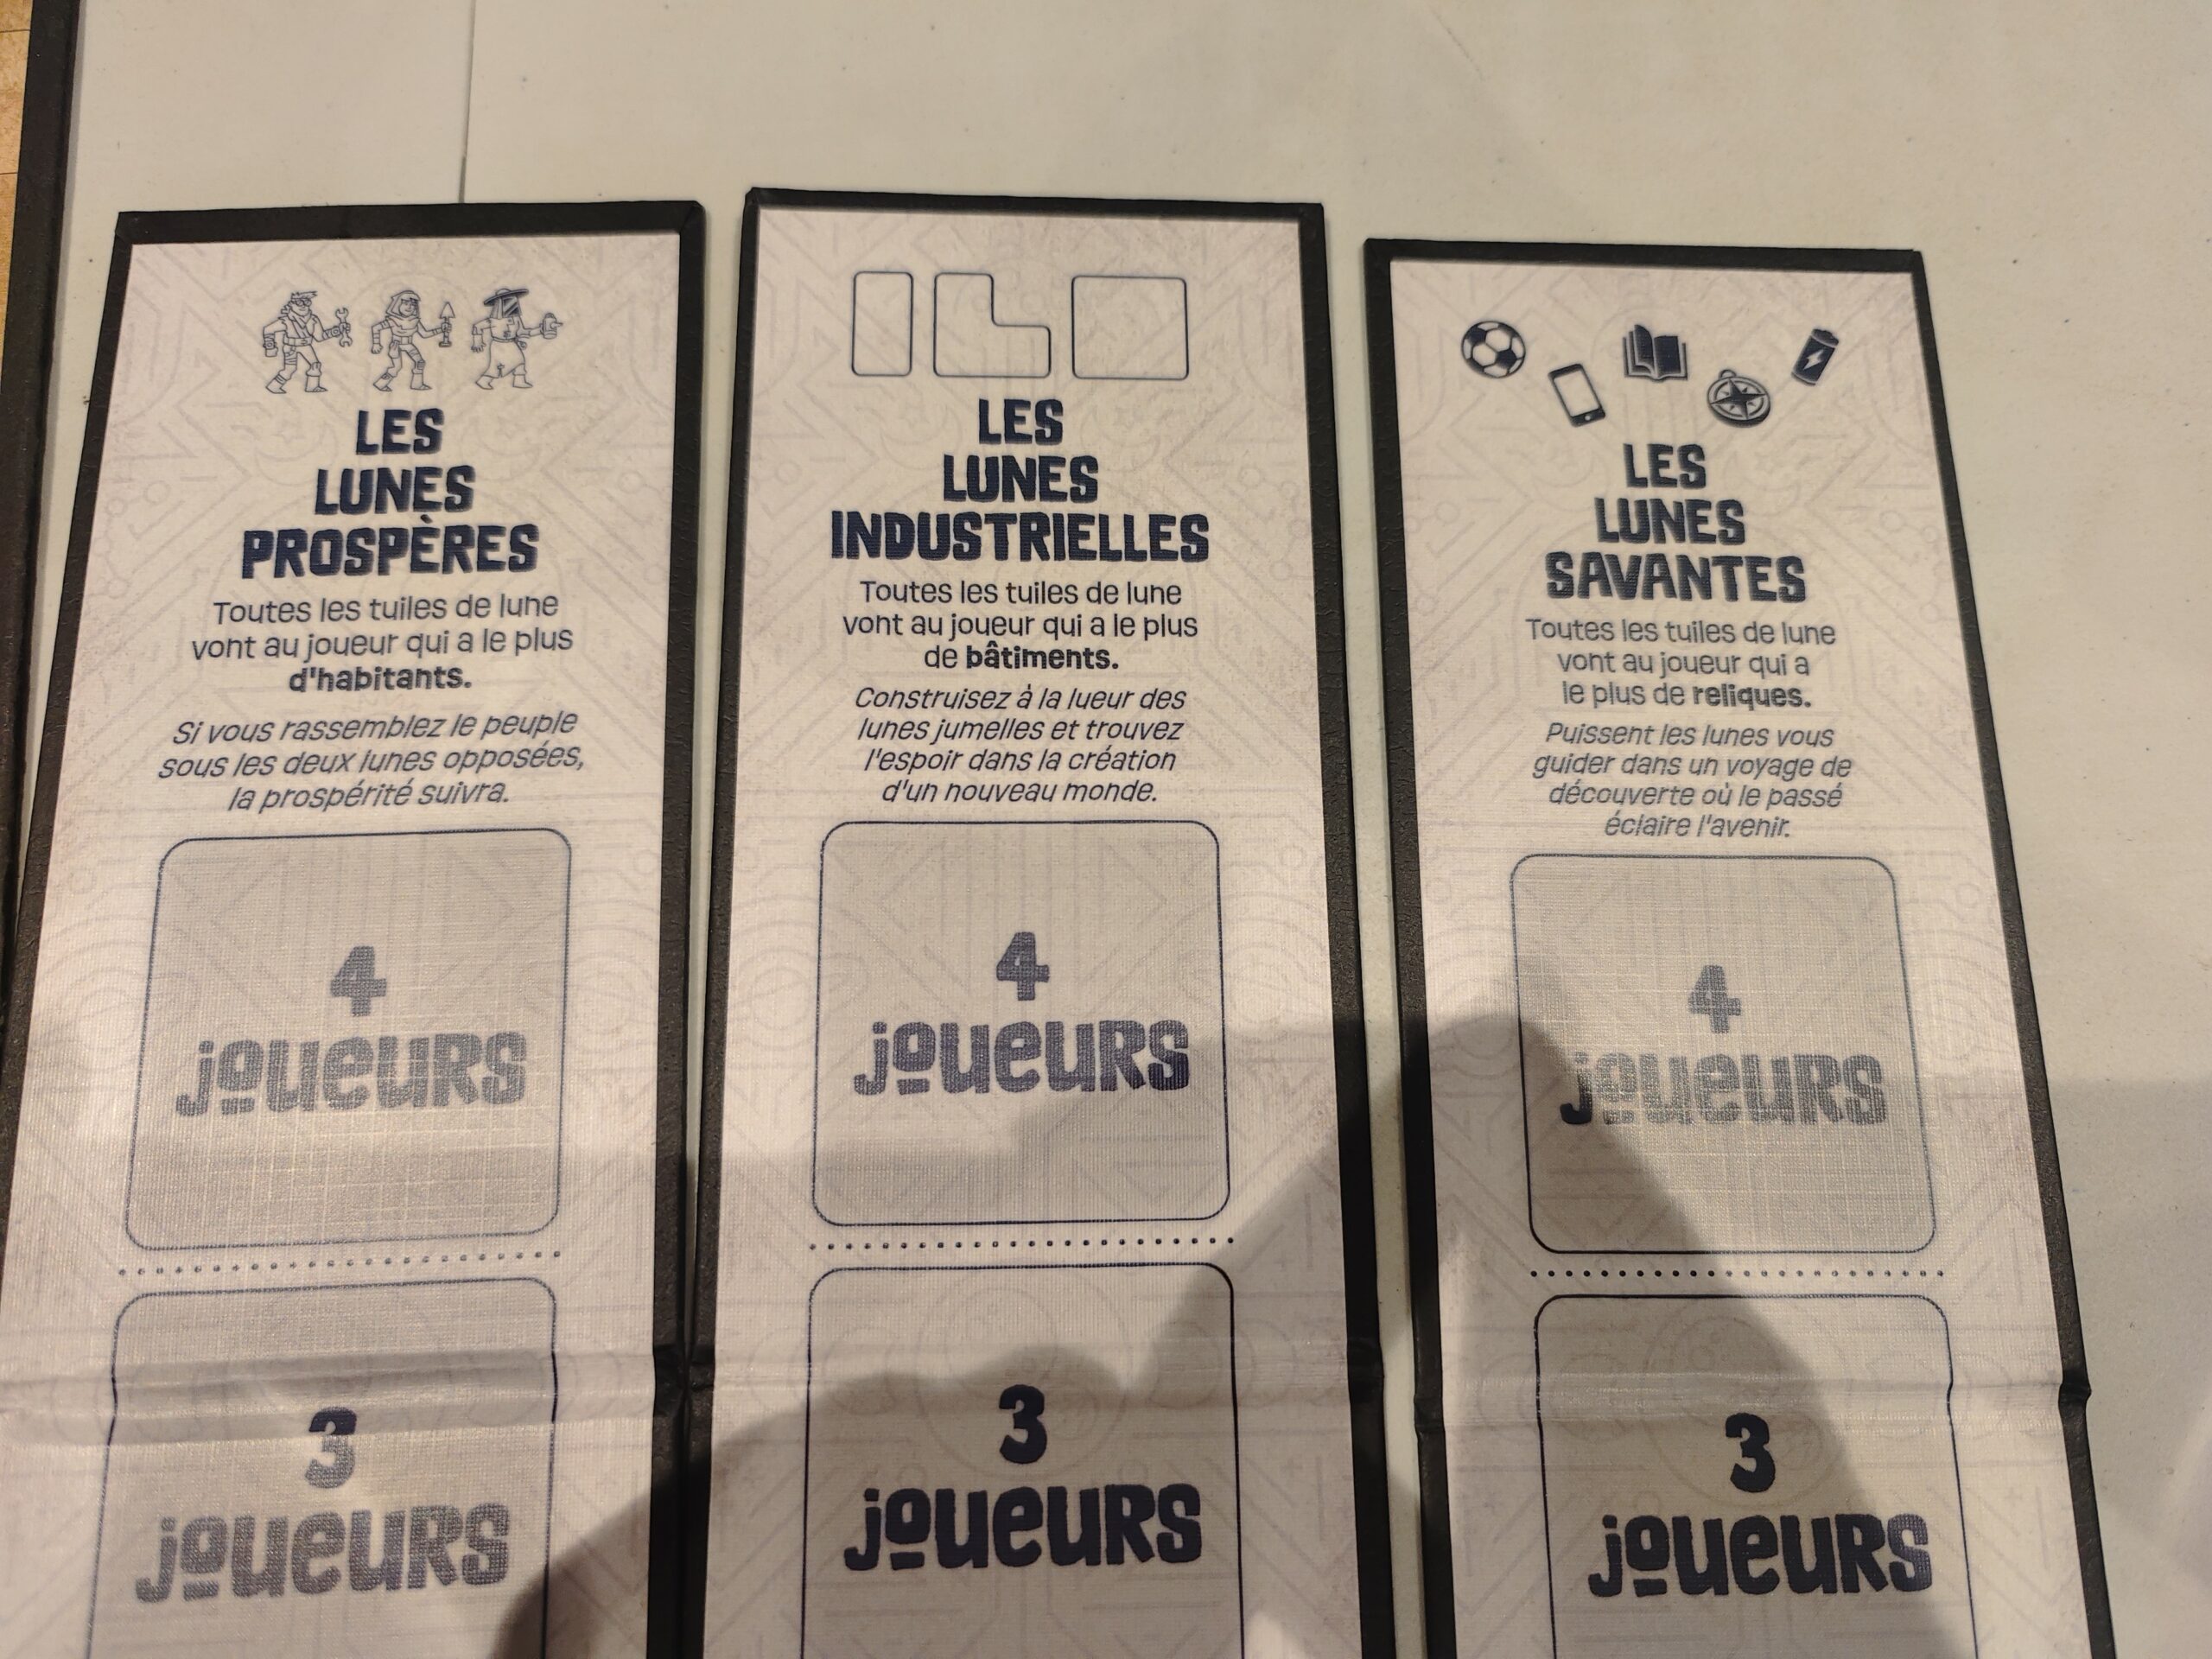 LES
LUNES
PROSPÈRES
Toutes les tuiles de lune
vont au joueur qui a le plus
d'habitants.
Si vous rassemblez le peuple
sous les deux lunes opposées,
la prospérité suivra.
4
joueurs
3
joueurs
LES
LUNES
INDUSTRIELLES
Toutes les tuiles de lune
vont au joueur qui a le plus
de bâtiments.
Construisez à la lueur des
lunes jumelles et trouvez
l'espoir dans la création
d'un nouveau monde.
4
joueurs
3
joueurs
LES
LUNES
SAVANTES
Toutes les tuiles de lune
vont au joueur qui a
le plus de reliques.
Puissent les lunes vous
guider dans un voyage de
découverte où le passé
éclaire l'avenir.
4
joueurs
3
joueurs